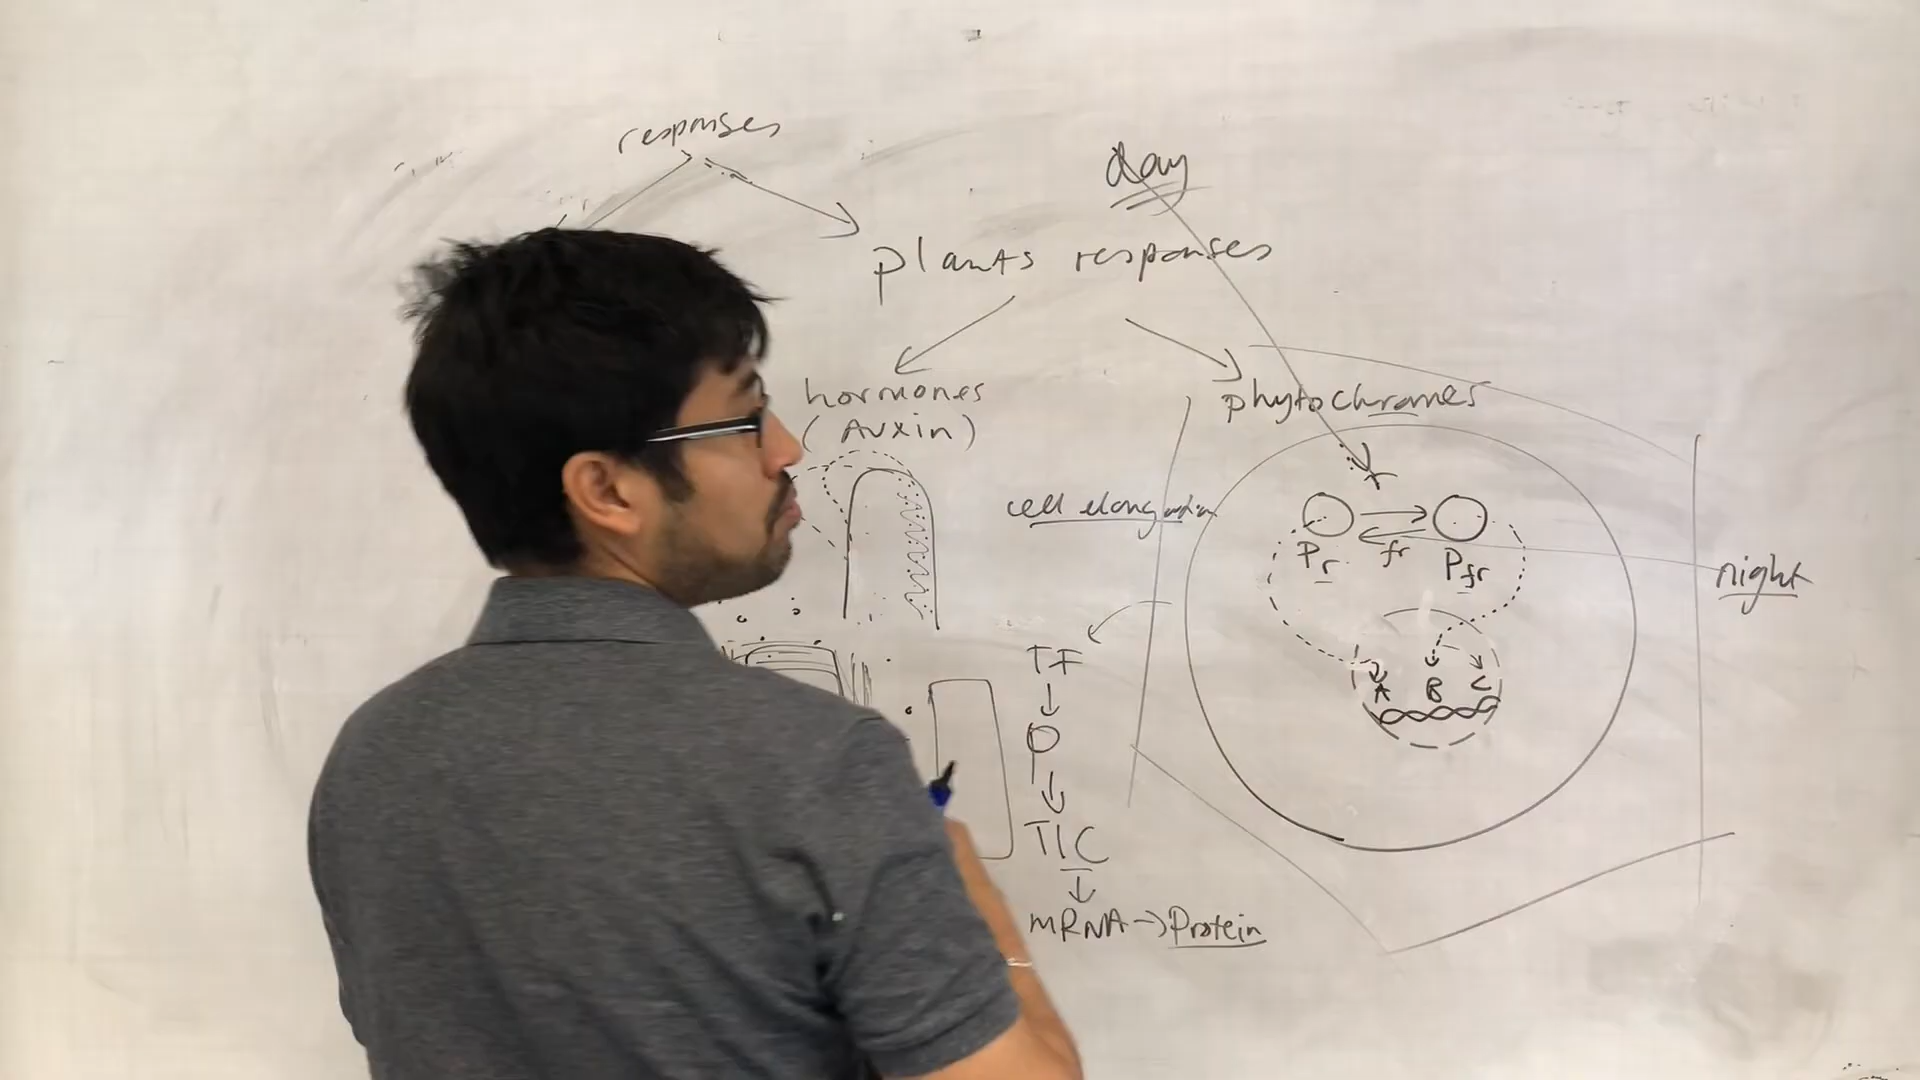 responses
day
plants responses
hormones
(Auxin)
phytochromes
cell elongation
r
Pr
fr
Pfr
night
TF
A B C
TIC
mRNA → Protein